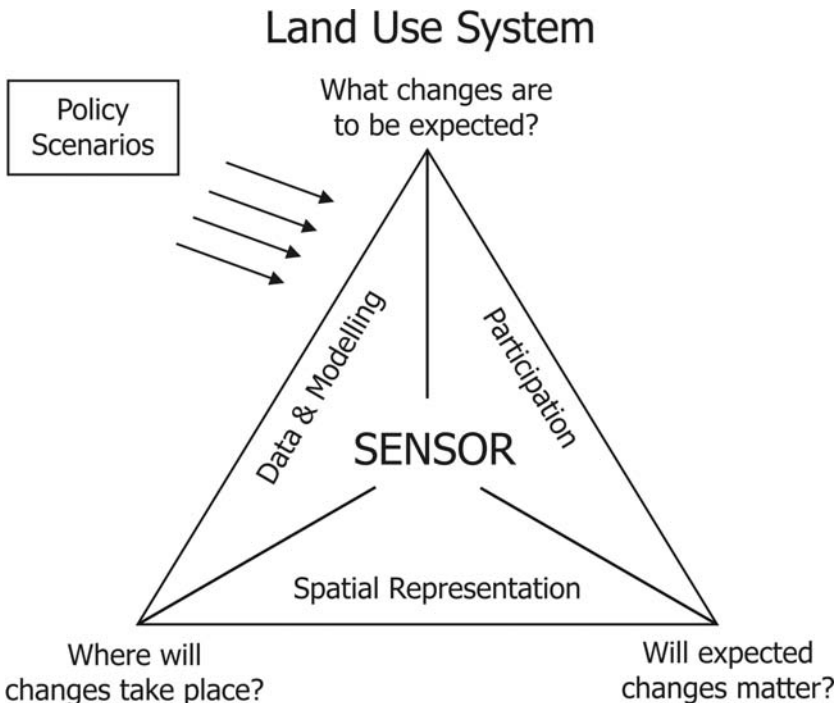 Land Use System
What changes are
to be expected?
Policy
Scenarios
Data & Modelling
Participation
SENSOR
Spatial Representation
Where will
changes take place?
Will expected
changes matter?